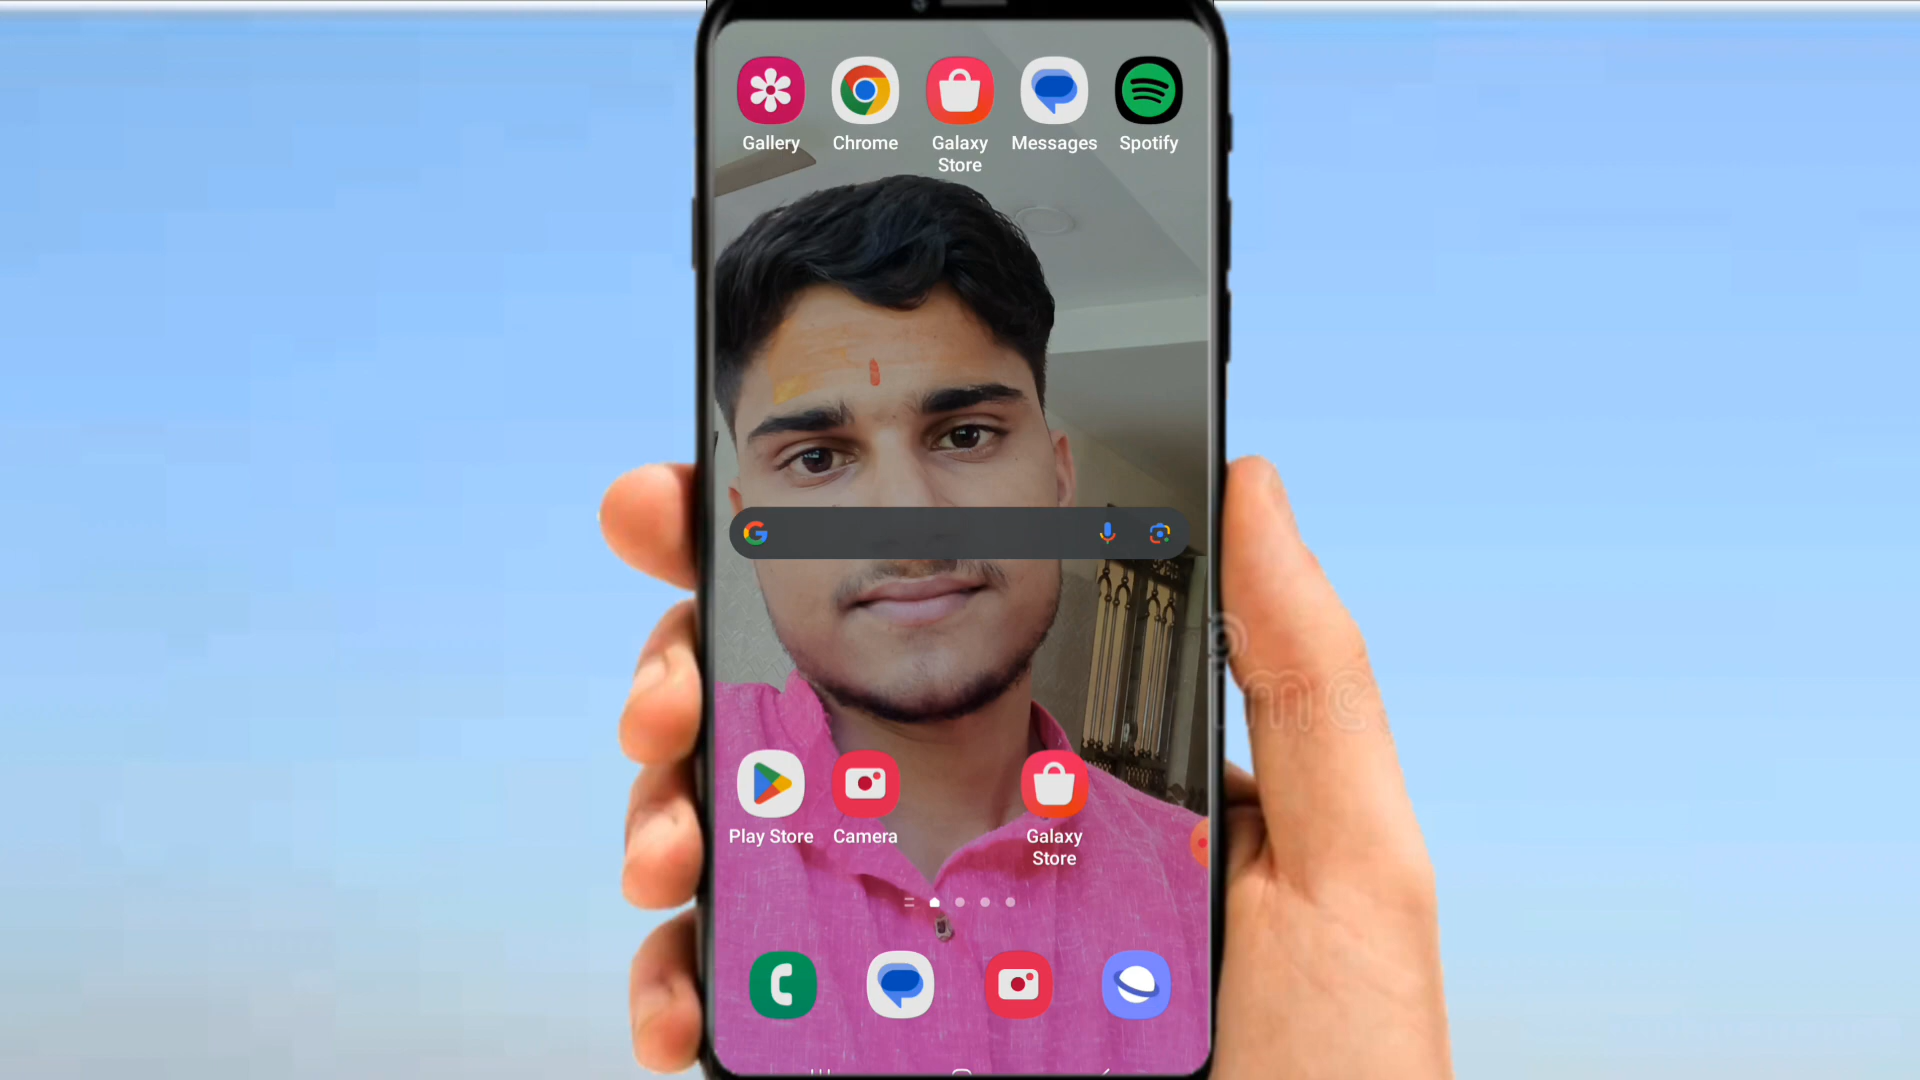 Gallery
Chrome
Galaxy
Store
Messages
Spotify
Play Store
Camera
Galaxy
Store